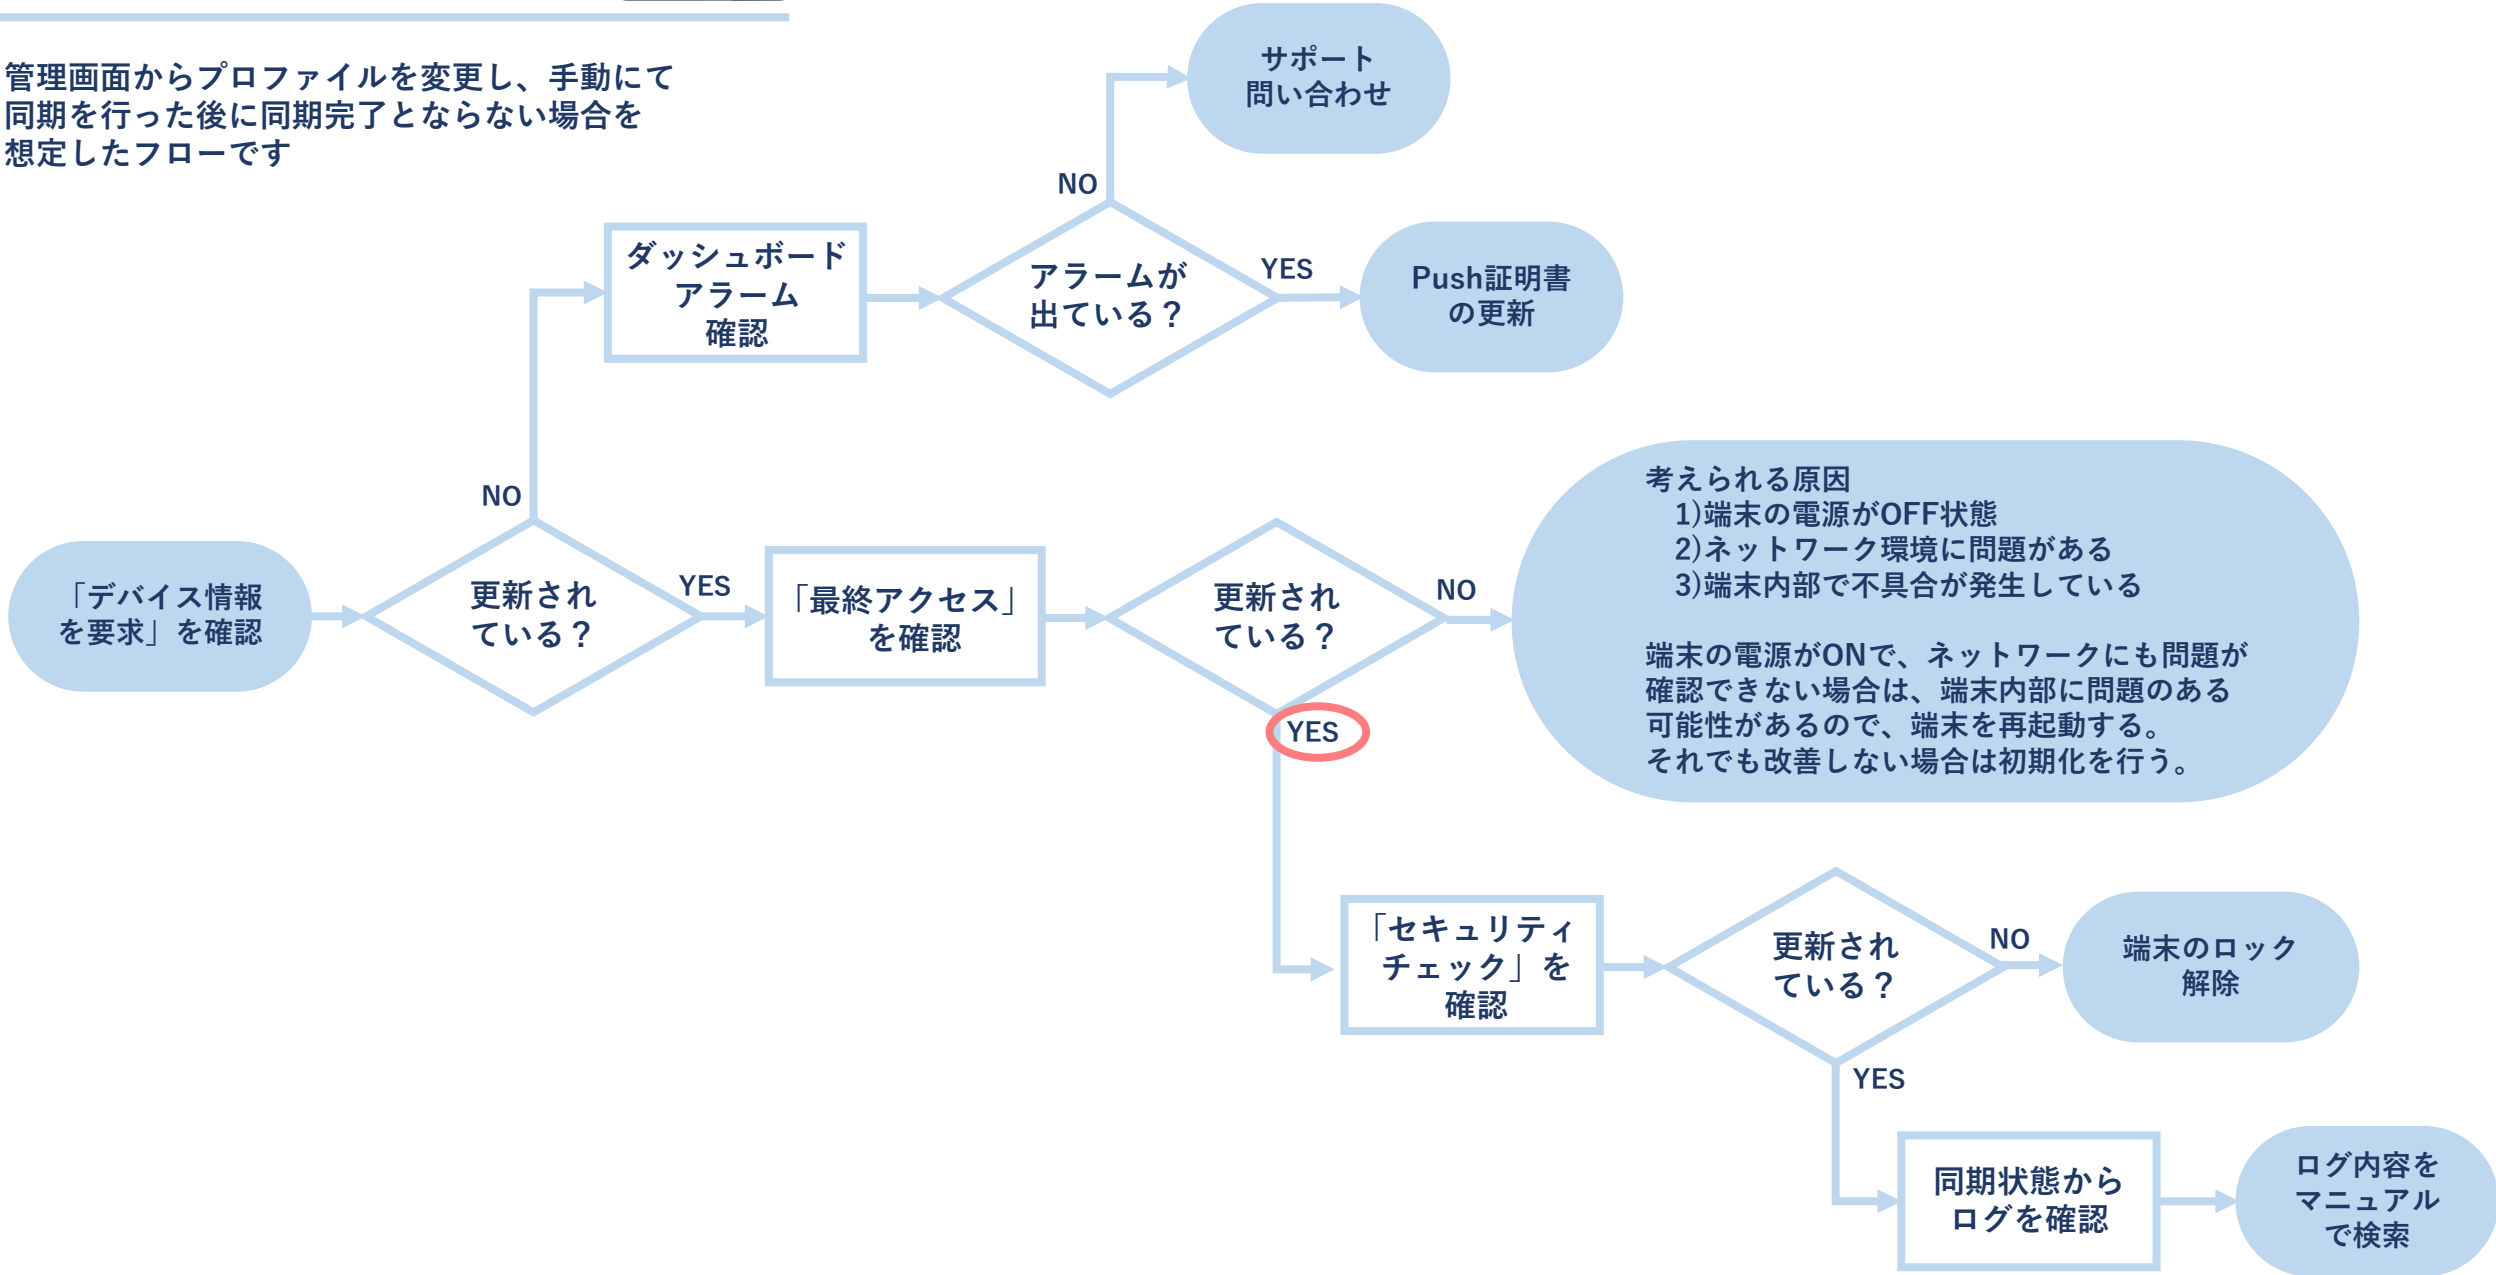 管理画面からプロファイルを変更し、手動にて
同期を行った後に同期完了とならない場合を
想定したフローです
サポート
問い合わせ
NO
ダッシュボード
アラーム
確認
アラームが
出ている？
YES
Push証明書
の更新
NO
「デバイス情報
を要求」を確認
更新され
ている？
YES
「最終アクセス」
を確認
更新され
ている？
NO
考えられる原因
1)端末の電源がOFF状態
2)ネットワーク環境に問題がある
3)端末内部で不具合が発生している
端末の電源がONで、ネットワークにも問題が
確認できない場合は、端末内部に問題のある
可能性があるので、端末を再起動する。
それでも改善しない場合は初期化を行う。
YES
「セキュリティ
チェック」を
確認
更新され
ている？
NO
端末のロック
解除
YES
同期状態から
ログを確認
ログ内容を
マニュアル
で検索